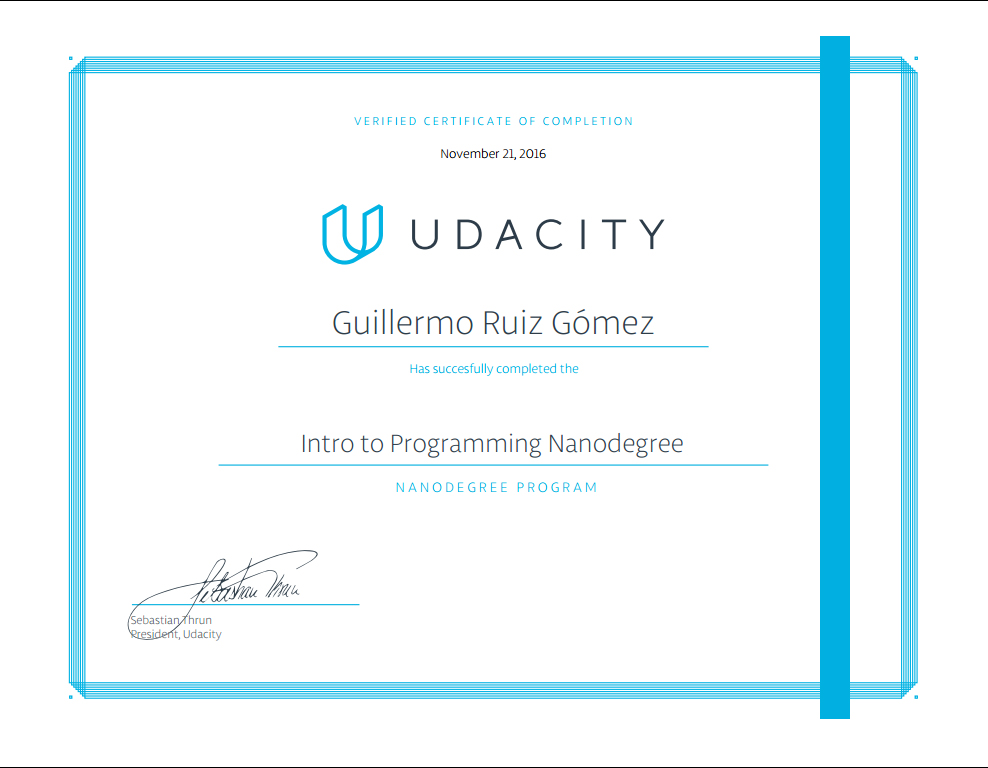 VERIFIED CERTIFICATE OF COMPLETION
November 21, 2016
UDACITY
Guillermo Ruiz Gómez
Has succesfully completed the
Intro to Programming Nanodegree
NANODEGREE PROGRAM
Sebastian Thrun
Sebastian Thrun
President, Udacity